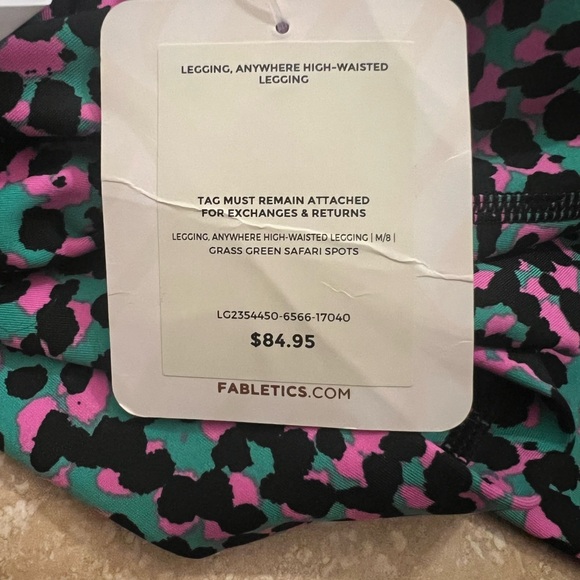 LEGGING, ANYWHERE HIGH-WAISTED
LEGGING
TAG MUST REMAIN ATTACHED
FOR EXCHANGES & RETURNS
LEGGING, ANYWHERE HIGH-WAISTED LEGGING | M/8 |
GRASS GREEN SAFARI SPOTS
LG2354450-6566-17040
$84.95
FABLETICS.COM